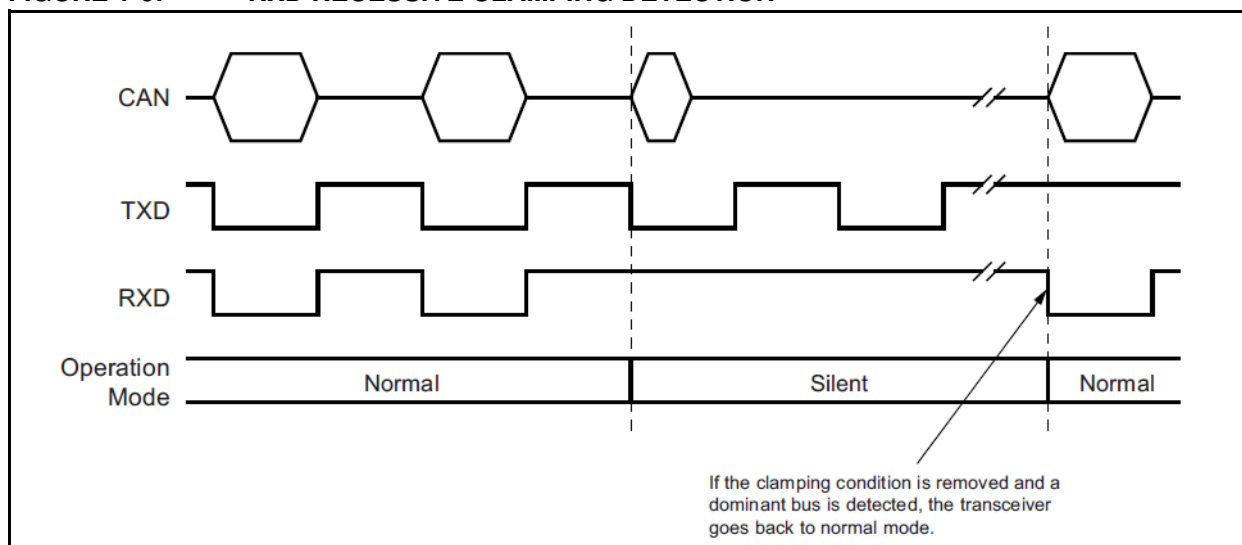 CAN
TXD
RXD
Operation
Mode
Normal
Silent
Normal
If the clamping condition is removed and a
dominant bus is detected, the transceiver
goes back to normal mode.